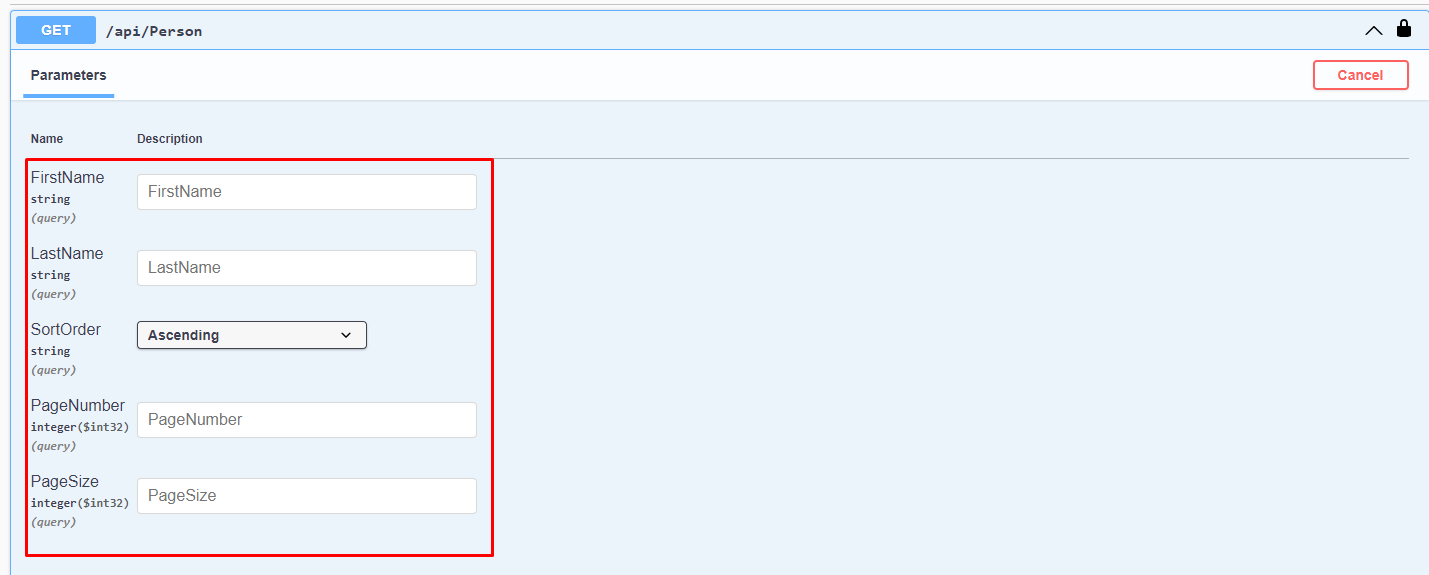 GET /api/Person
Parameters
Cancel
Name Description
FirstName
string
(query)
FirstName
LastName
string
(query)
LastName
SortOrder
string
(query)
Ascending
PageNumber
integer($int32)
(query)
PageNumber
PageSize
integer($int32)
(query)
PageSize